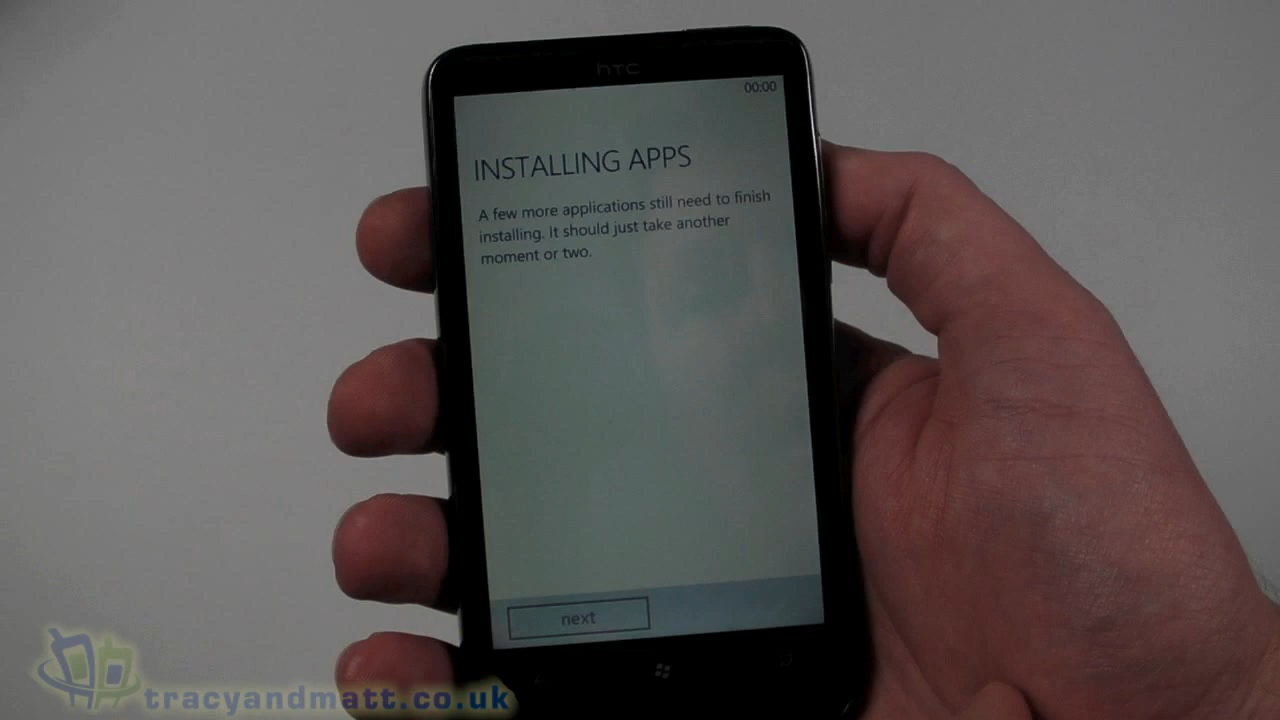 hTC
00:00
INSTALLING APPS
A few more applications still need to finish
installing. It should just take another
moment or two.
next
tracyandmatt.co.uk